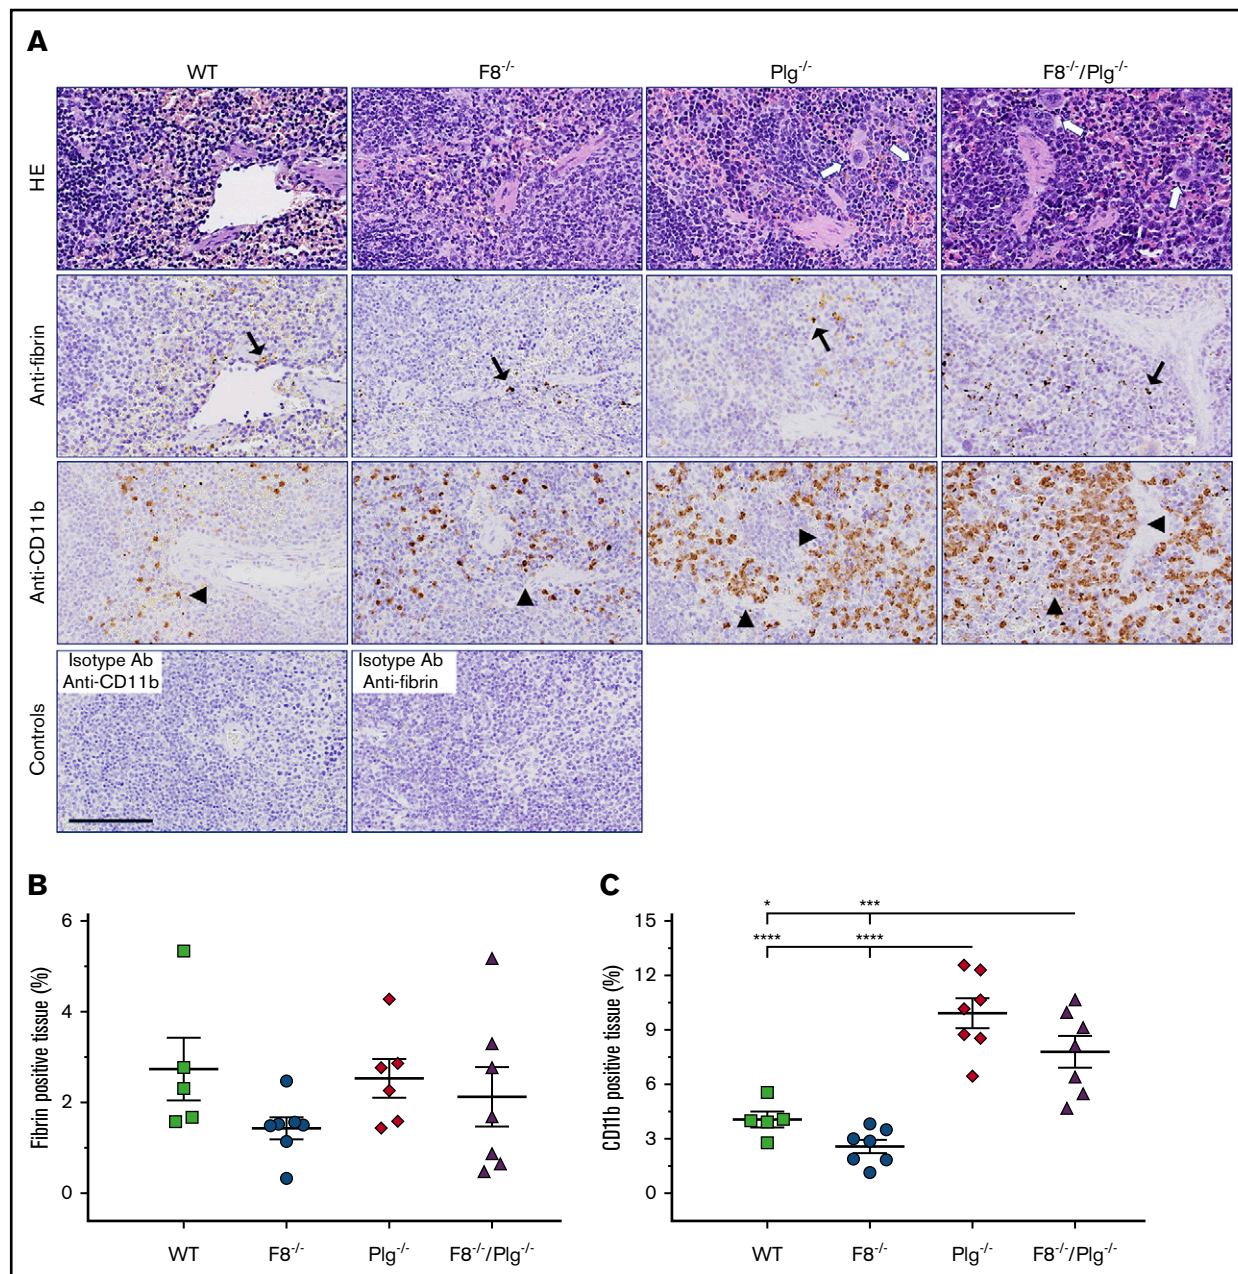 A
WT F8-/- Plg-/- F8-/-/Plg-/-
HE
Anti-fibrin
Anti-CD11b
Controls
Isotype Ab
Anti-CD11b
Isotype Ab
Anti-fibrin
B
Fibrin positive tissue (%)
6
4
2
0
WT F8-/- Plg-/- F8-/-/Plg-/-
C
CD11b positive tissue (%)
15
12
9
6
3
0
* ***
**** ****
WT F8-/- Plg-/- F8-/-/Plg-/-